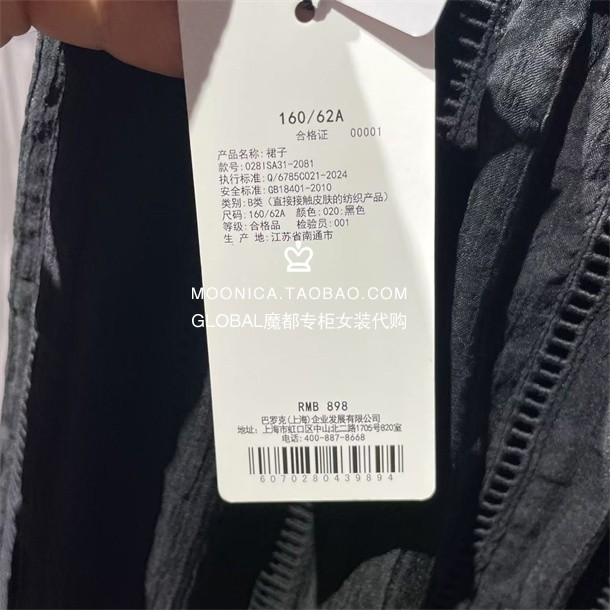 160/62A
合格证 00001
产品名称: 裙子
款号: 028ISA31-2081
执行标准: Q/6785C021-2024
安全标准: GB18401-2010
类别: B类 (直接接触皮肤的纺织产品)
尺码: 160/62A 颜色: 020:黑色
等级: 合格品 检验员: 001
生 产 地: 江苏省南通市
MOONICA.TAOBAO.COM
GLOBAL魔都专柜女装代购
RMB 898
巴罗克(上海)企业发展有限公司
地址: 上海市虹口区中山北二路1705号820室
电话: 400-887-8668
6070280439894